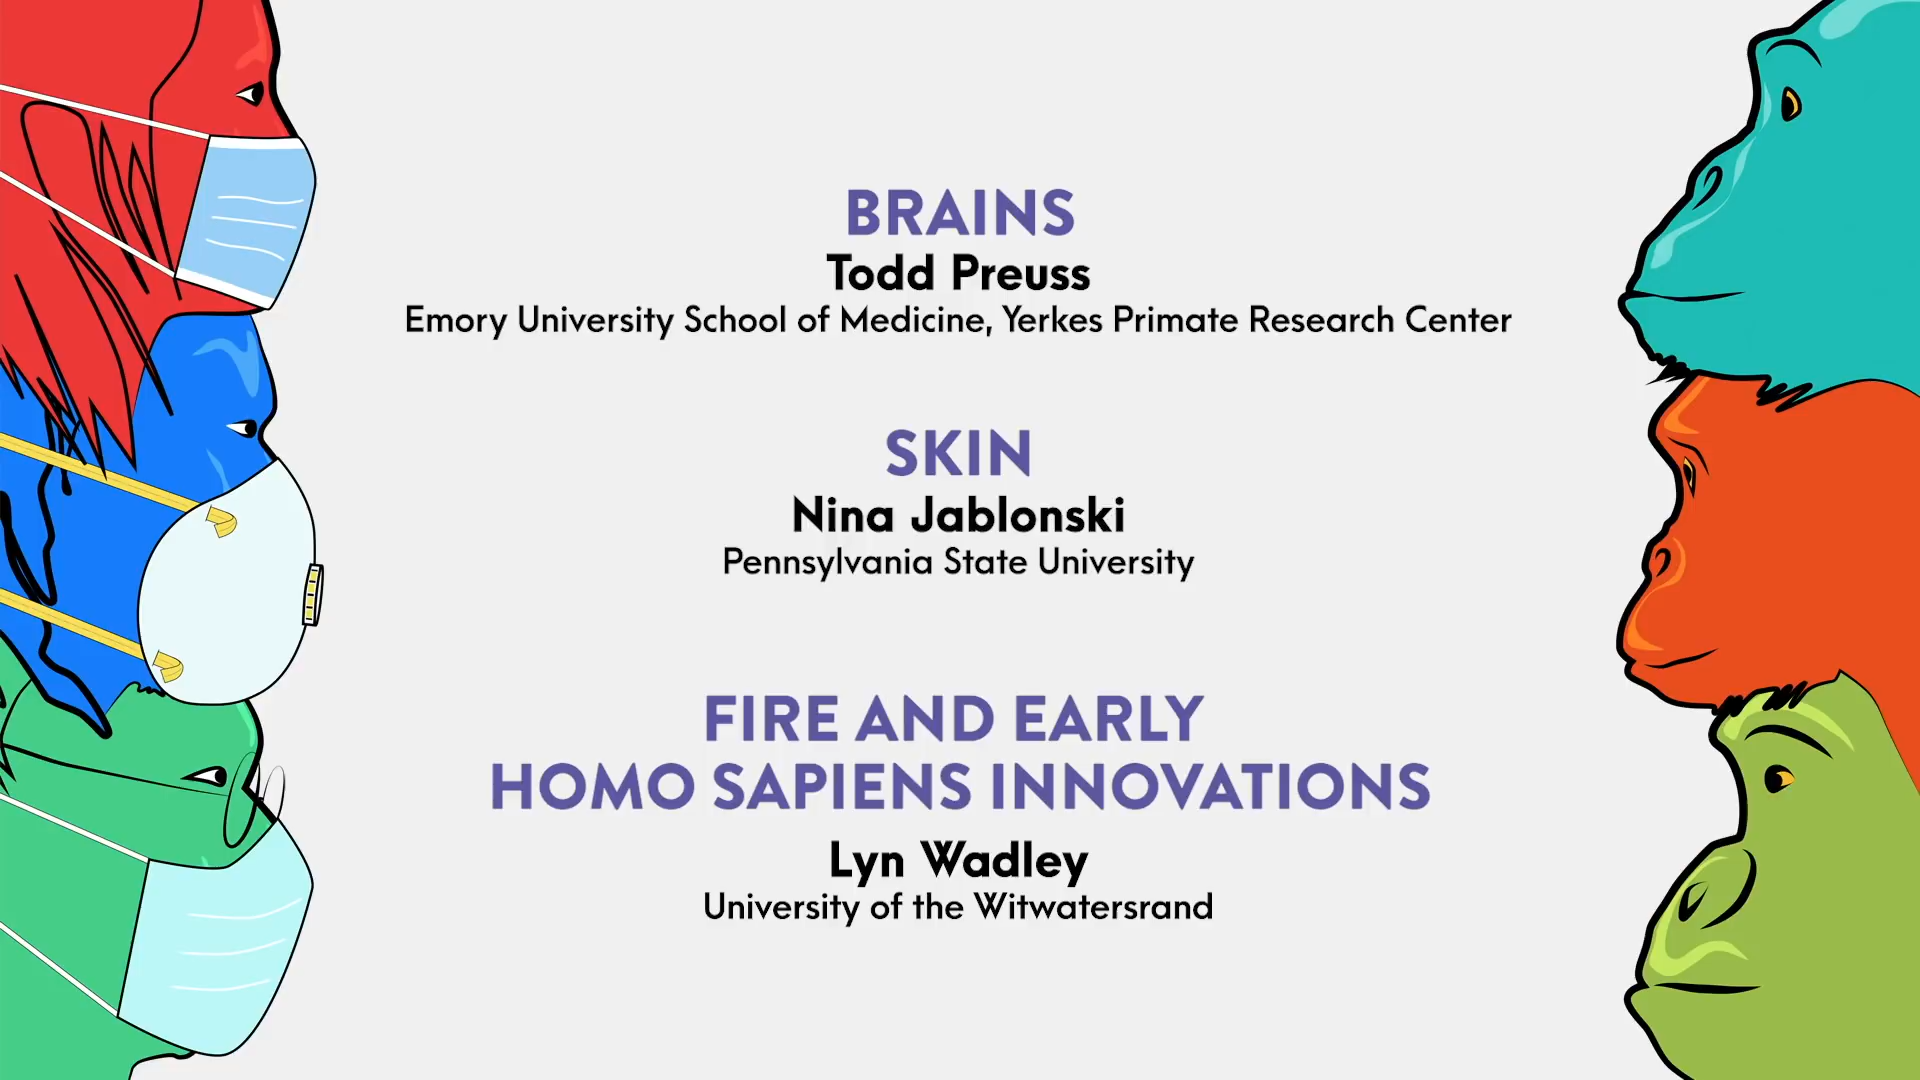 BRAINS
Todd Preuss
Emory University School of Medicine, Yerkes Primate Research Center
SKIN
Nina Jablonski
Pennsylvania State University
FIRE AND EARLY
HOMO SAPIENS INNOVATIONS
Lyn Wadley
University of the Witwatersrand